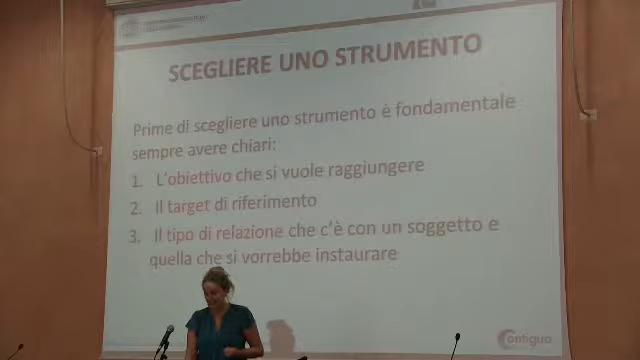 SCEGLIERE UNO STRUMENTO
Prime di scegliere uno strumento è fondamentale
sempre avere chiari:
1. L'obiettivo che si vuole raggiungere
2. Il target di riferimento
3. Il tipo di relazione che c'è con un soggetto e
quella che si vorrebbe instaurare
Contigua